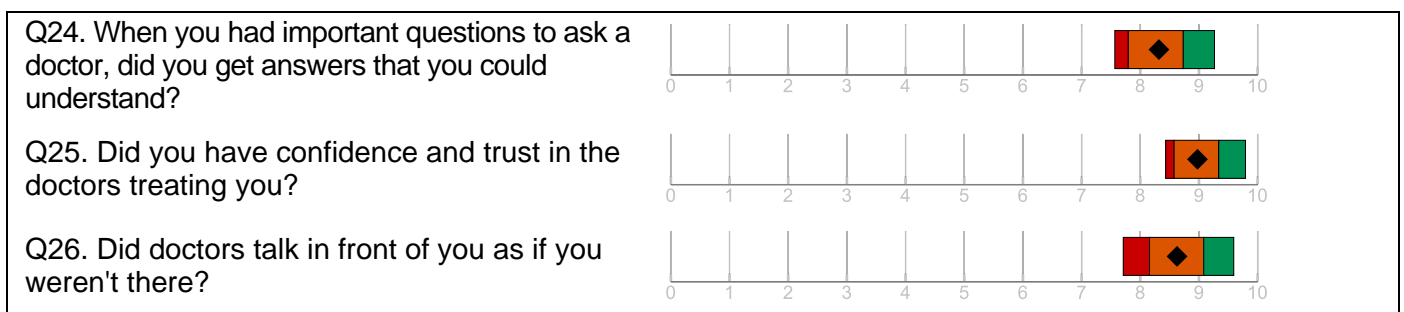 Q24. When you had important questions to ask a
doctor, did you get answers that you could
understand?
0 1 2 3 4 5 6 7 8 9 10
Q25. Did you have confidence and trust in the
doctors treating you?
0 1 2 3 4 5 6 7 8 9 10
Q26. Did doctors talk in front of you as if you
weren't there?
0 1 2 3 4 5 6 7 8 9 10